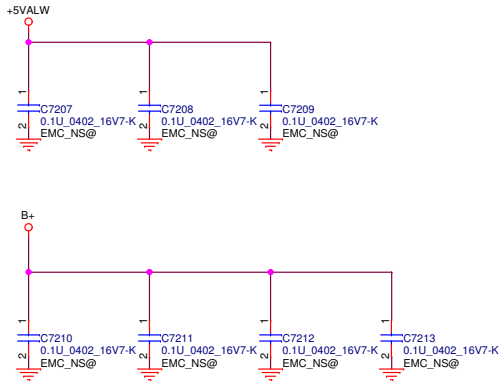 +5VALW
1 1 1
C7207 C7208 C7209
0.1U_0402_16V7-K 0.1U_0402_16V7-K 0.1U_0402_16V7-K
2 2 2
EMC_NS@ EMC_NS@ EMC_NS@
B+
1 1 1 1
C7210 C7211 C7212 C7213
0.1U_0402_16V7-K 0.1U_0402_16V7-K 0.1U_0402_16V7-K 0.1U_0402_16V7-K
2 2 2 2
EMC_NS@ EMC_NS@ EMC_NS@ EMC_NS@